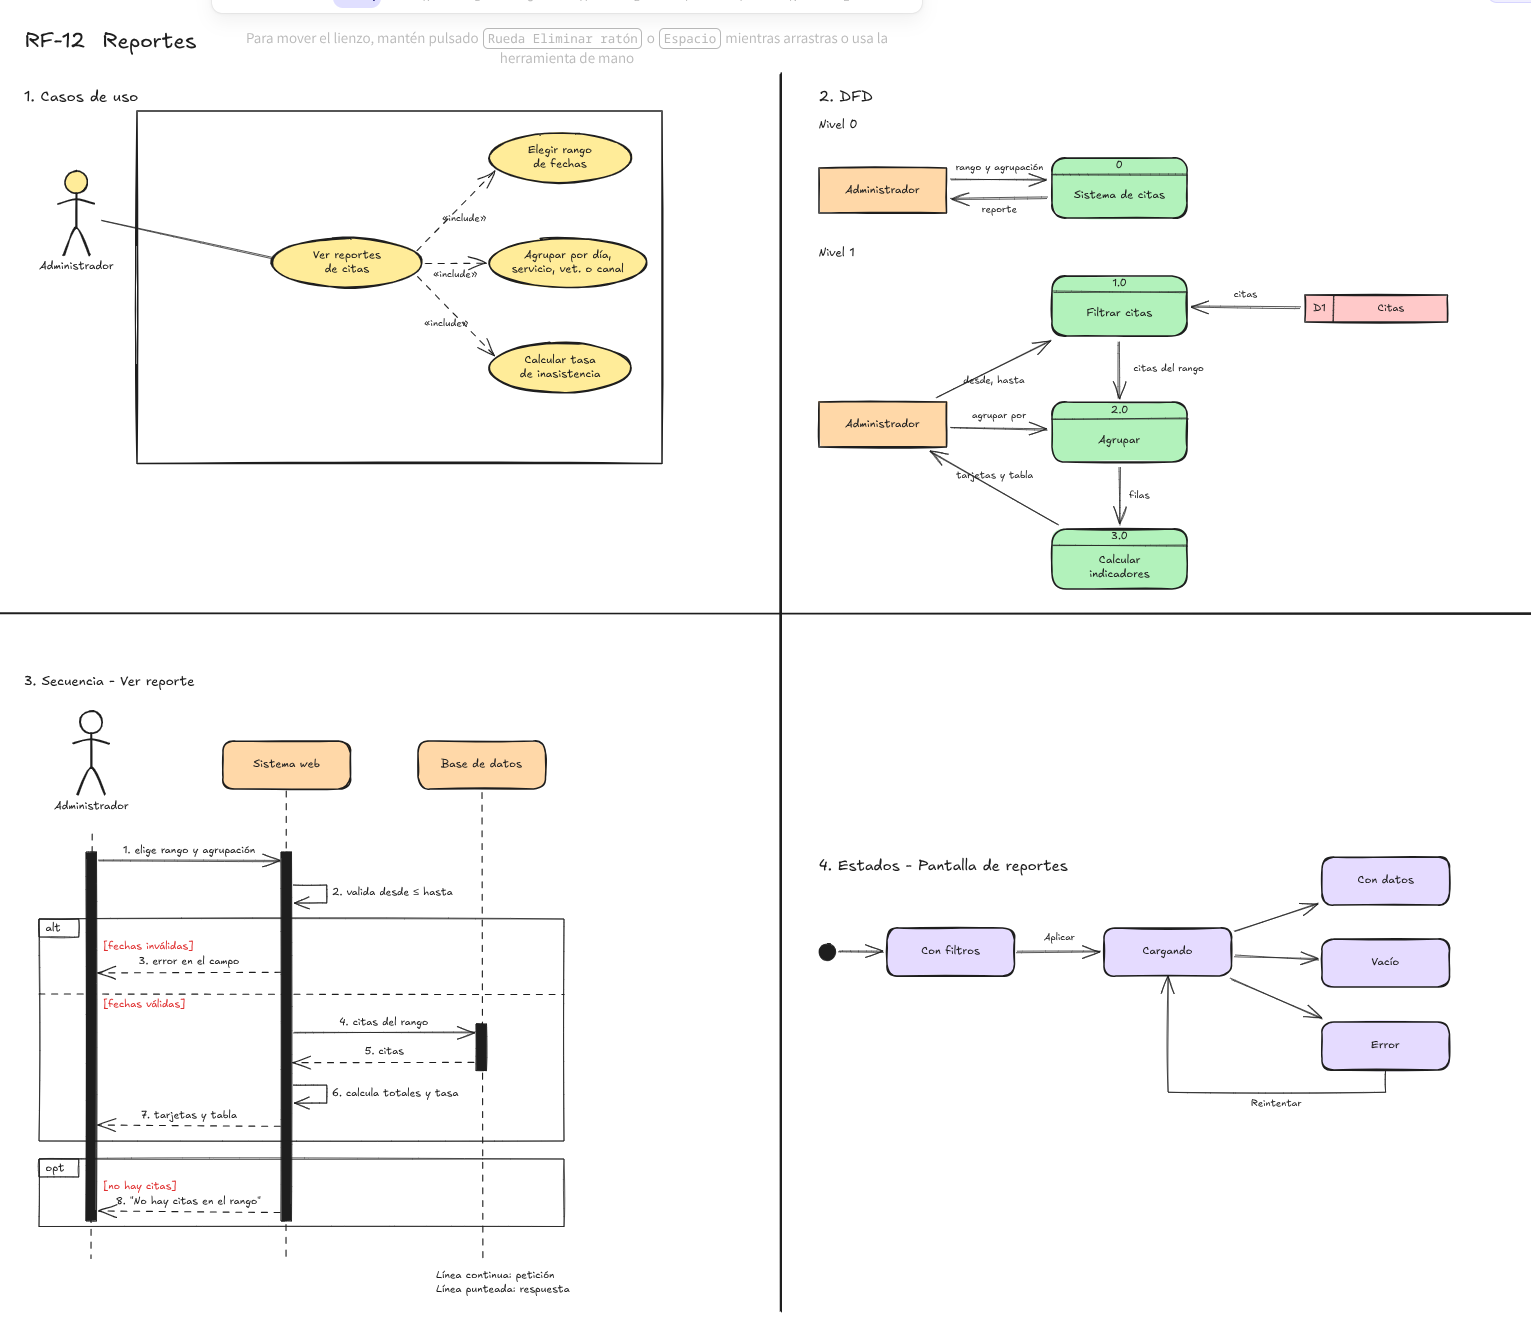 RF-12 Reportes
Para mover el lienzo, mantén pulsado Rueda Eliminar ratón o Espacio mientras arrastras o usa la
herramienta de mano
1. Casos de uso
Administrador
Ver reportes
de citas
«include»
«include»
«include»
Elegir rango
de fechas
Agrupar por día,
servicio, vet. o canal
Calcular tasa
de inasistencia
2. DFD
Nivel 0
Administrador
rango y agrupación
reporte
0
Sistema de citas
Nivel 1
1.0
Filtrar citas
citas
D1
Citas
desde, hasta
citas del rango
Administrador
agrupar por
2.0
Agrupar
tarjetas y tabla
filas
3.0
Calcular
indicadores
3. Secuencia - Ver reporte
Administrador
Sistema web
Base de datos
1. elige rango y agrupación
2. valida desde ≤ hasta
alt
[fechas inválidas]
3. error en el campo
[fechas válidas]
4. citas del rango
5. citas
6. calcula totales y tasa
7. tarjetas y tabla
opt
[no hay citas]
8. "No hay citas en el rango"
Línea continua: petición
Línea punteada: respuesta
4. Estados - Pantalla de reportes
Con filtros
Aplicar
Cargando
Con datos
Vacío
Error
Reintentar